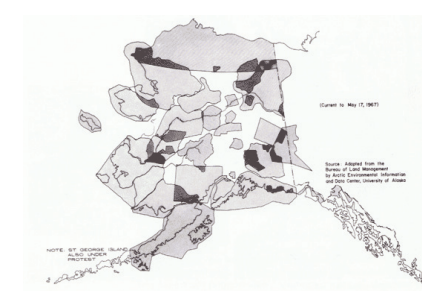 (Current to May 17, 1967)
Source: Adapted from the
Bureau of Land Management
by Arctic Environmental Information
and Data Center, University of Alaska
NOTE: ST. GEORGE ISLAND
ALSO UNDER
PROTEST